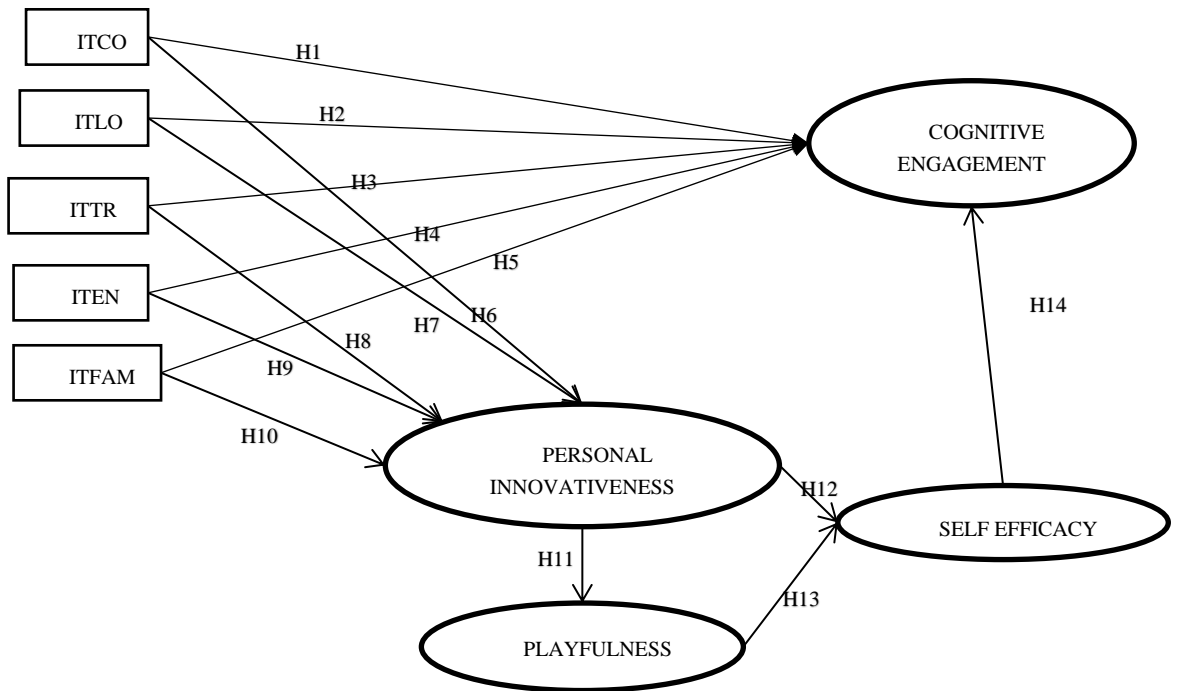 ITCO
H1
ITLO
H2
COGNITIVE
ENGAGEMENT
H3
ITTR
H4
H5
ITEN
H14
H6
H7
H8
H9
ITFAM
H10
PERSONAL
INNOVATIVENESS
H12
SELF EFFICACY
H11
H13
PLAYFULNESS